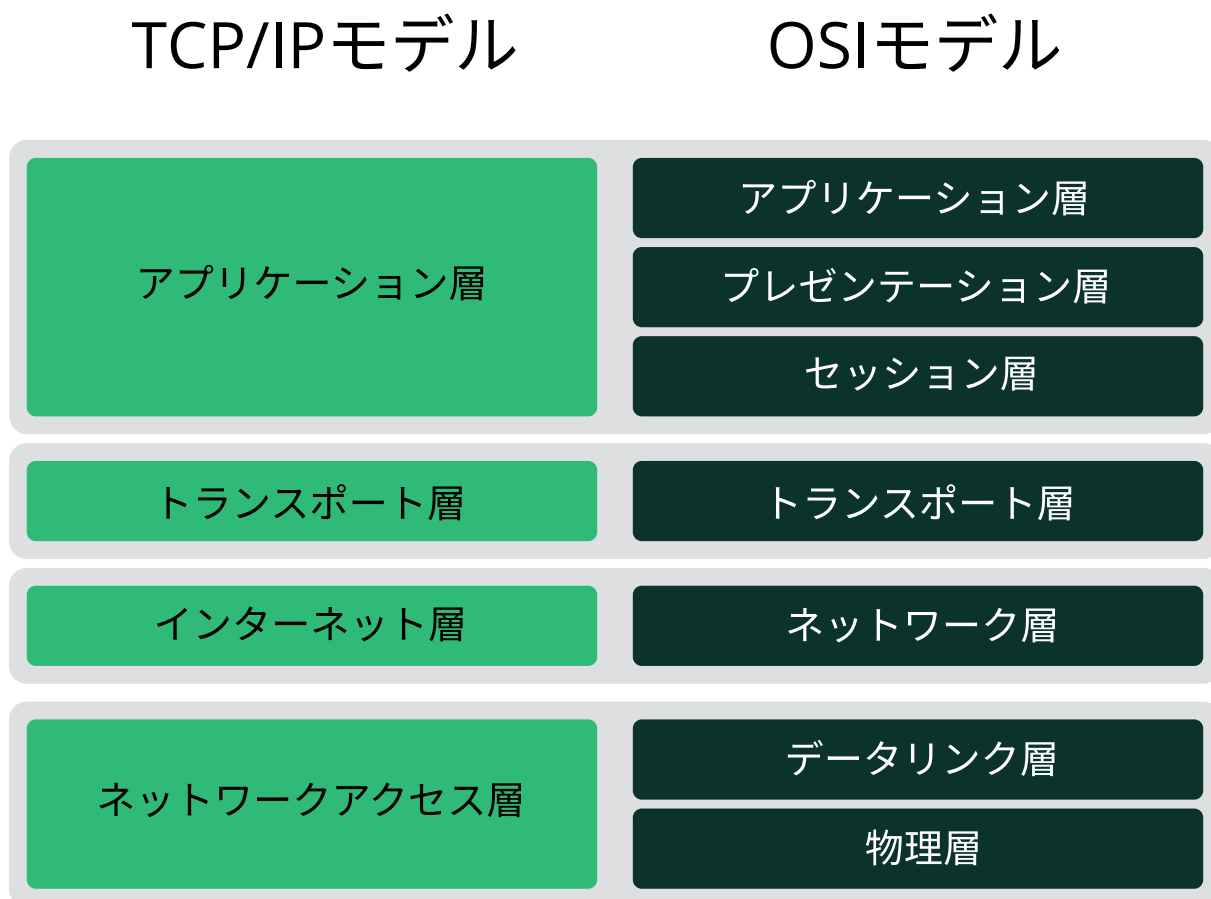 TCP/IPモデル
OSIモデル
アプリケーション層
アプリケーション層
プレゼンテーション層
セッション層
トランスポート層
トランスポート層
インターネット層
ネットワーク層
ネットワークアクセス層
データリンク層
物理層